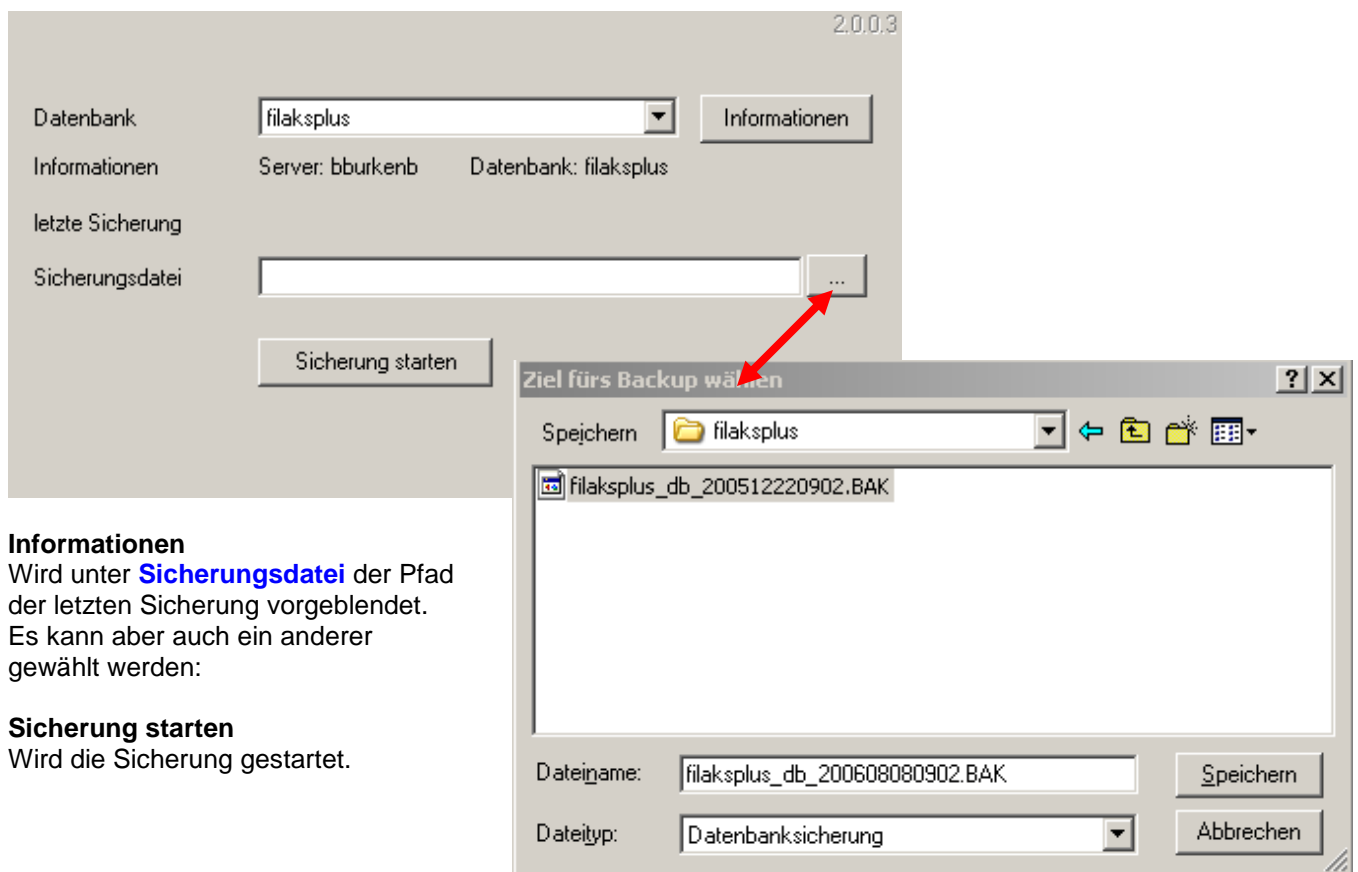 2.0.0.3
Datenbank filaksplus Informationen
Informationen Server: bburkenb Datenbank: filaksplus
letzte Sicherung
Sicherungsdatei ...
Sicherung starten
Ziel fürs Backup wählen
Speichern filaksplus
filaksplus_db_200512220902.BAK
Informationen
Wird unter Sicherungsdatei der Pfad
der letzten Sicherung vorgeblendet.
Es kann aber auch ein anderer
gewählt werden:
Sicherung starten
Wird die Sicherung gestartet.
Dateiname: filaksplus_db_200608080902.BAK Speichern
Dateityp: Datenbanksicherung Abbrechen